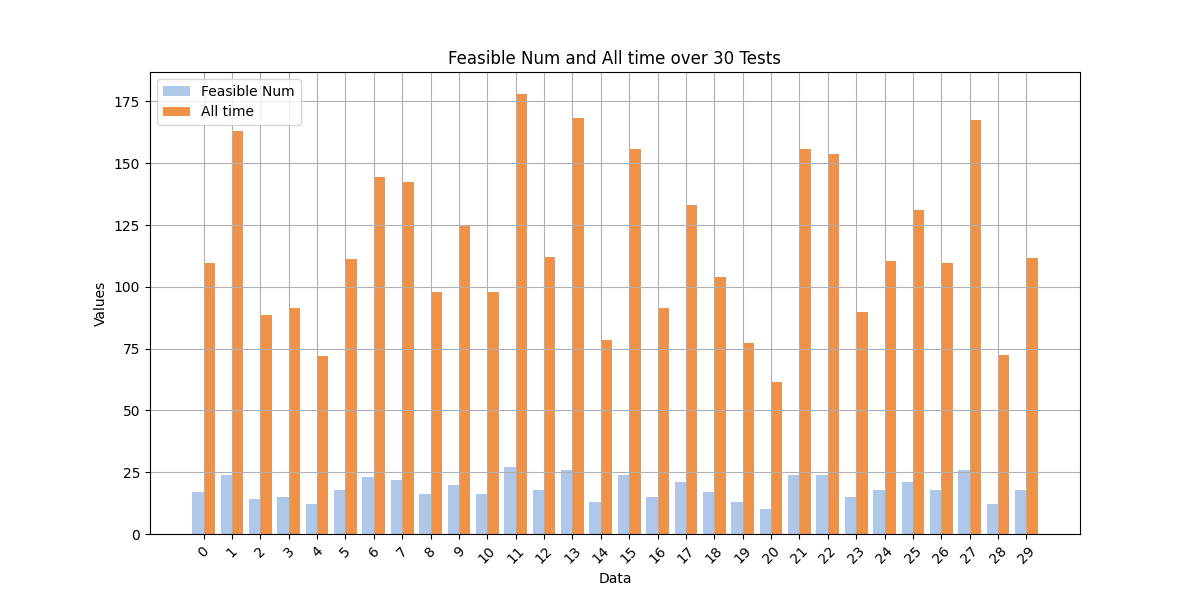 Feasible Num and All time over 30 Tests
Feasible Num
All time
175
150
125
100
75
50
25
0
Values
0 1 2 3 4 5 6 7 8 9 10 11 12 13 14 15 16 17 18 19 20 21 22 23 24 25 26 27 28 29
Data